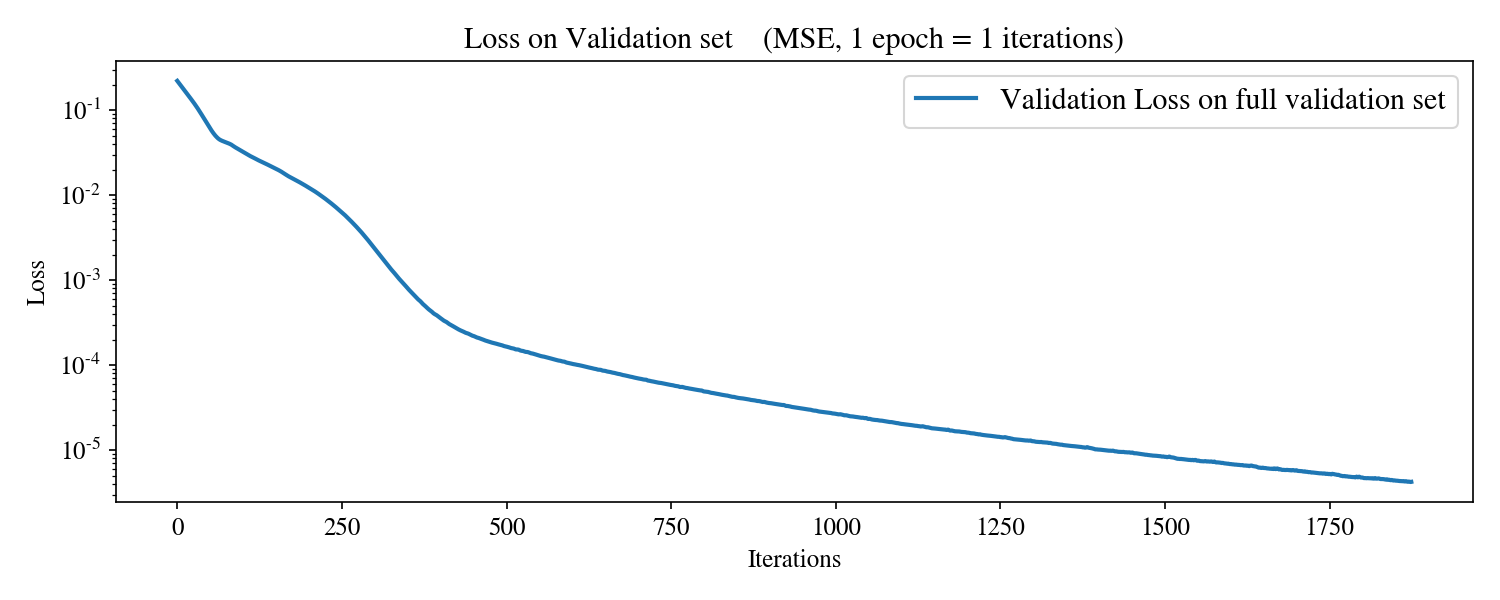 Loss on Validation set    (MSE, 1 epoch = 1 iterations)
Validation Loss on full validation set
Loss
10^-1
10^-2
10^-3
10^-4
10^-5
0 250 500 750 1000 1250 1500 1750
Iterations